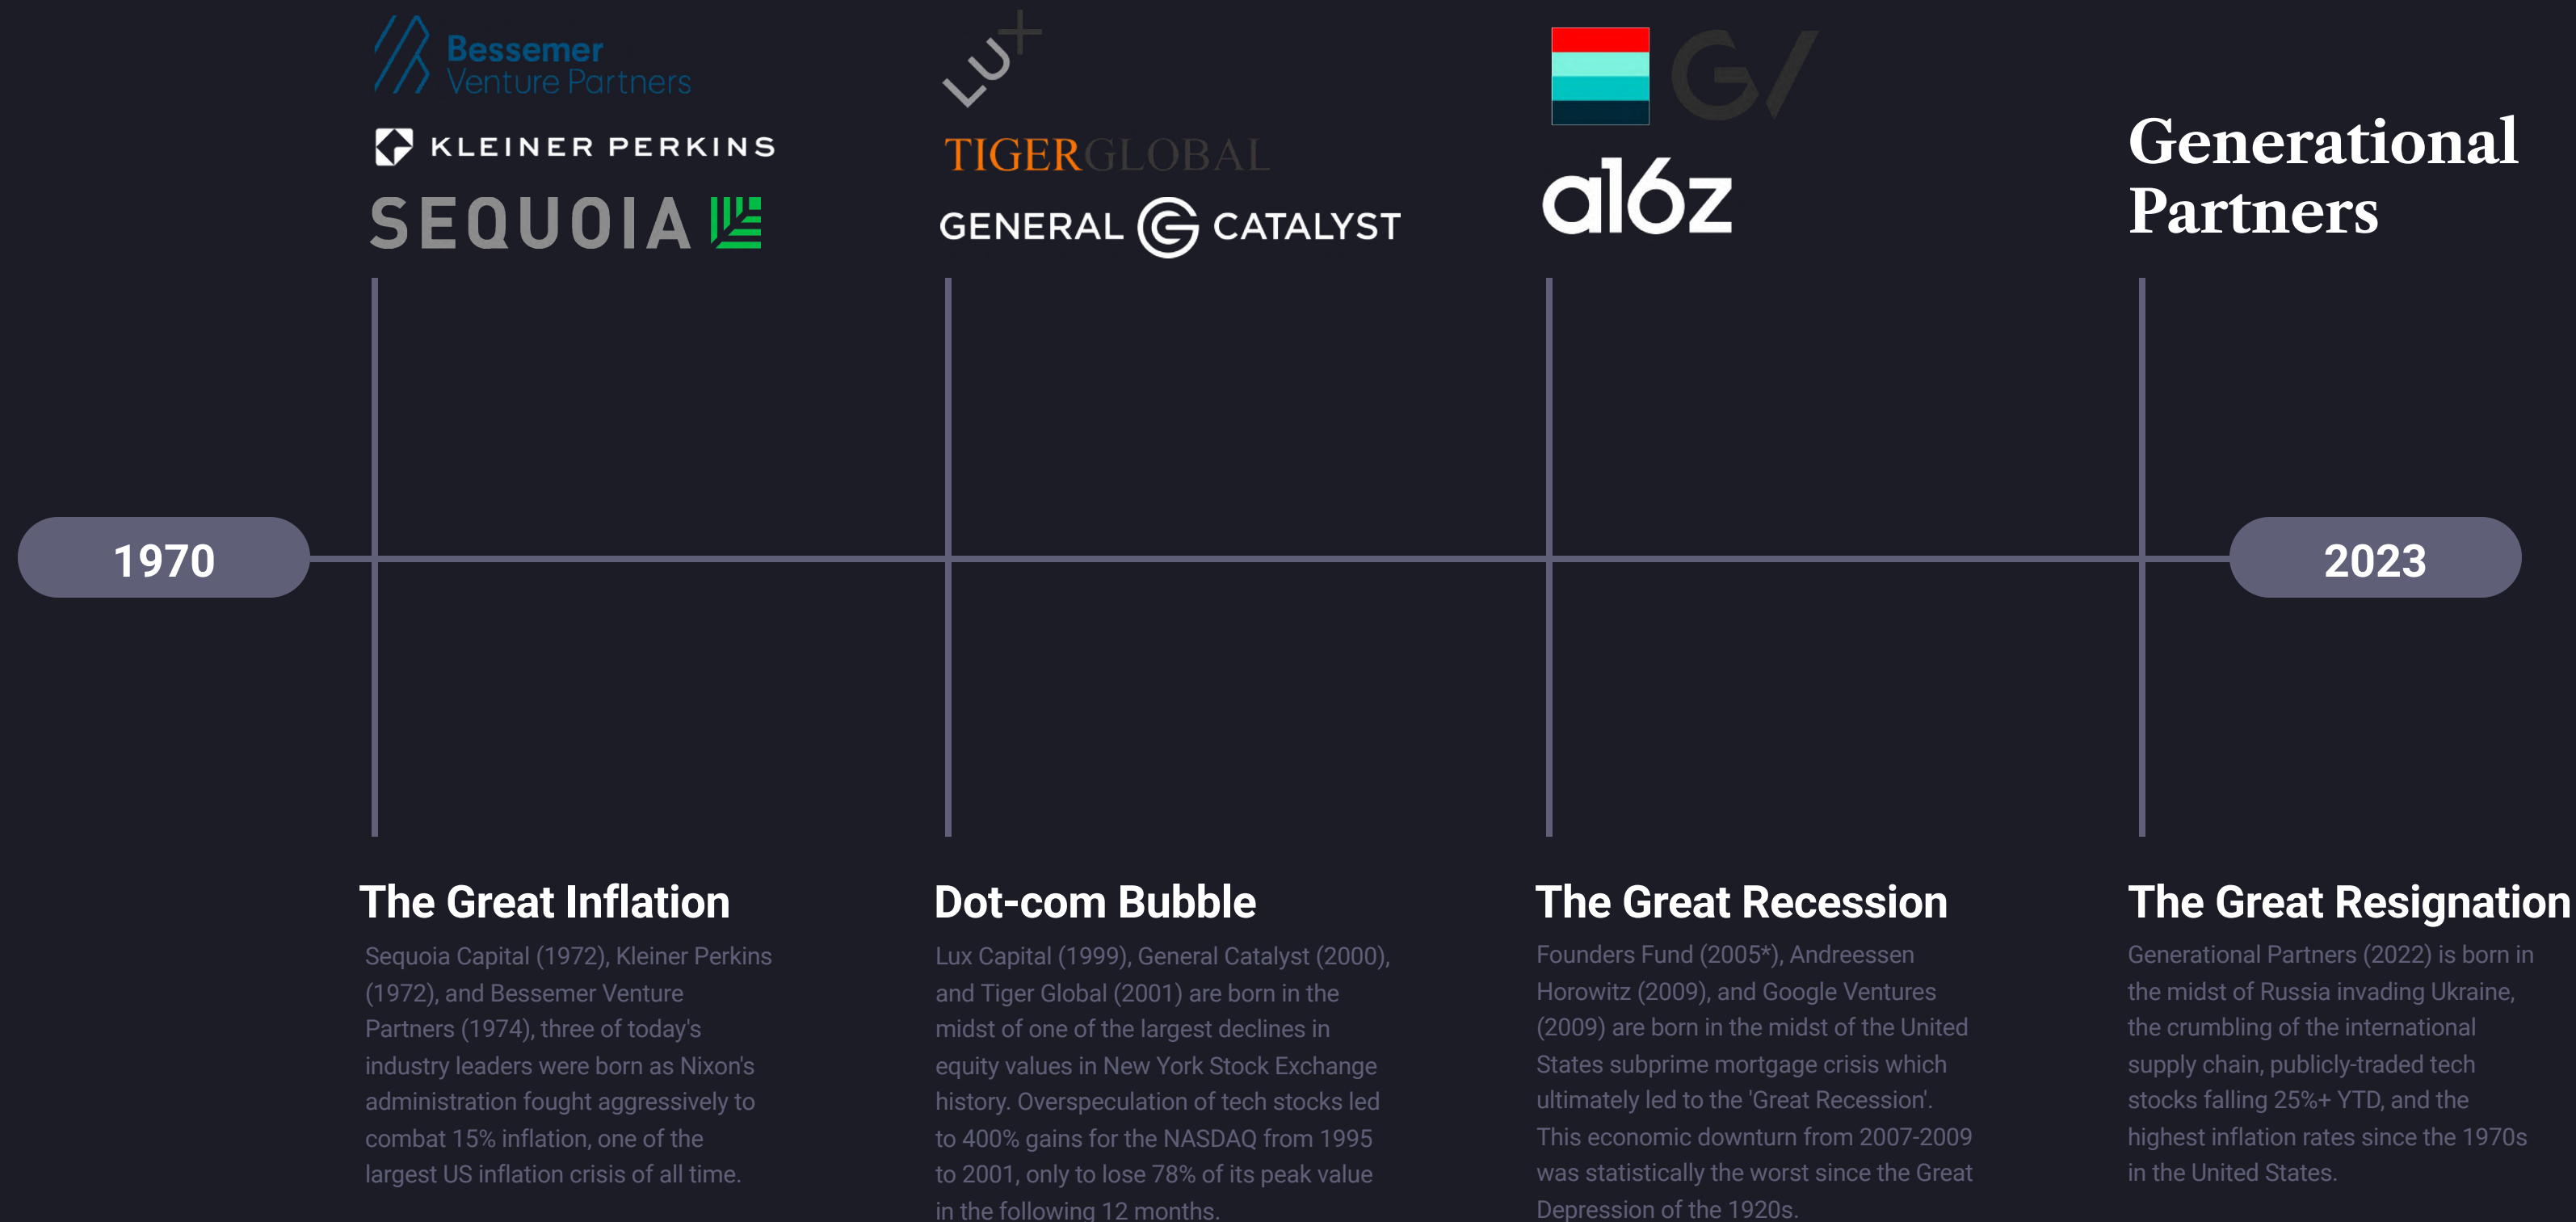 Bessemer
Venture Partners
KLEINER PERKINS
SEQUOIA
LU+
TIGERGLOBAL
GENERAL GC CATALYST
G/
a16z
Generational
Partners
1970
2023
The Great Inflation
Sequoia Capital (1972), Kleiner Perkins
(1972), and Bessemer Venture
Partners (1974), three of today's
industry leaders were born as Nixon's
administration fought aggressively to
combat 15% inflation, one of the
largest US inflation crisis of all time.
Dot-com Bubble
Lux Capital (1999), General Catalyst (2000),
and Tiger Global (2001) are born in the
midst of one of the largest declines in
equity values in New York Stock Exchange
history. Overspeculation of tech stocks led
to 400% gains for the NASDAQ from 1995
to 2001, only to lose 78% of its peak value
in the following 12 months.
The Great Recession
Founders Fund (2005*), Andreessen
Horowitz (2009), and Google Ventures
(2009) are born in the midst of the United
States subprime mortgage crisis which
ultimately led to the 'Great Recession'.
This economic downturn from 2007-2009
was statistically the worst since the Great
Depression of the 1920s.
The Great Resignation
Generational Partners (2022) is born in
the midst of Russia invading Ukraine,
the crumbling of the international
supply chain, publicly-traded tech
stocks falling 25%+ YTD, and the
highest inflation rates since the 1970s
in the United States.